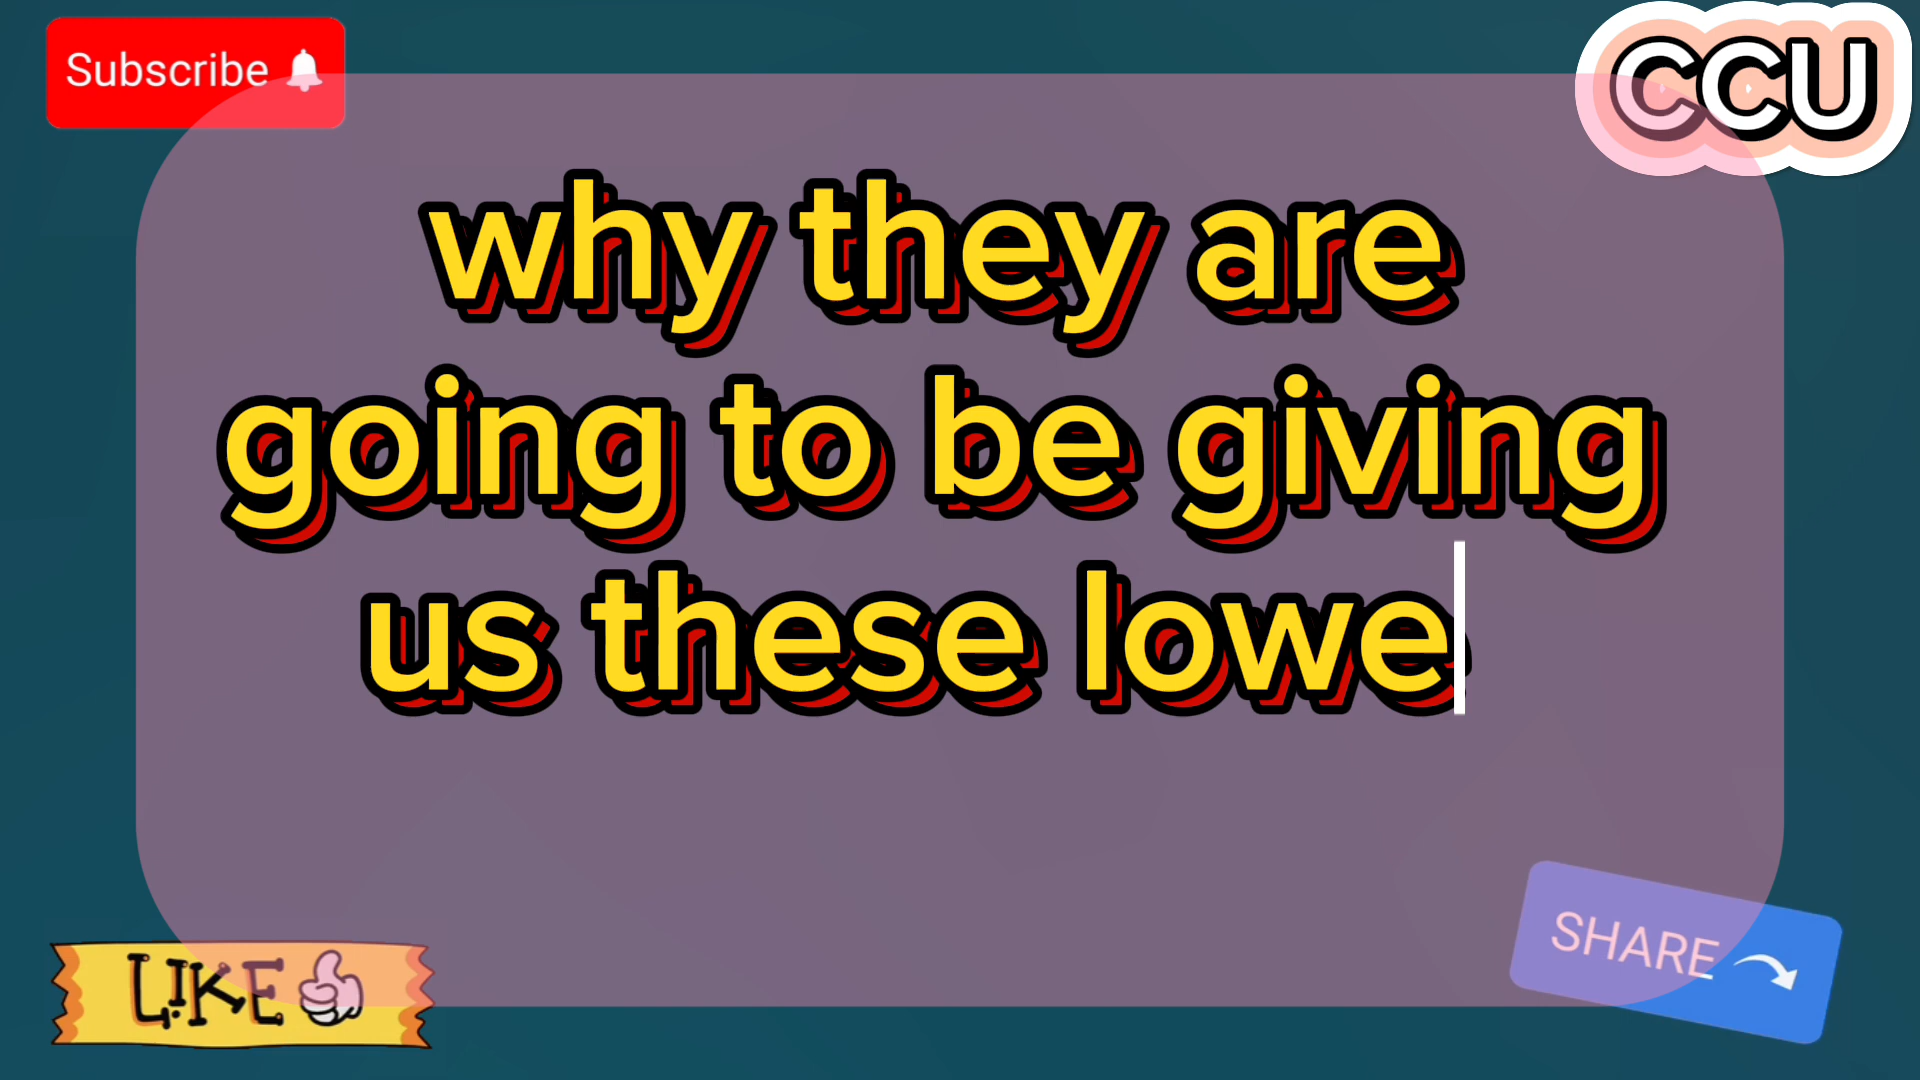 Subscribe
CCU
why they are
going to be giving
us these lowe
SHARE
LIKE